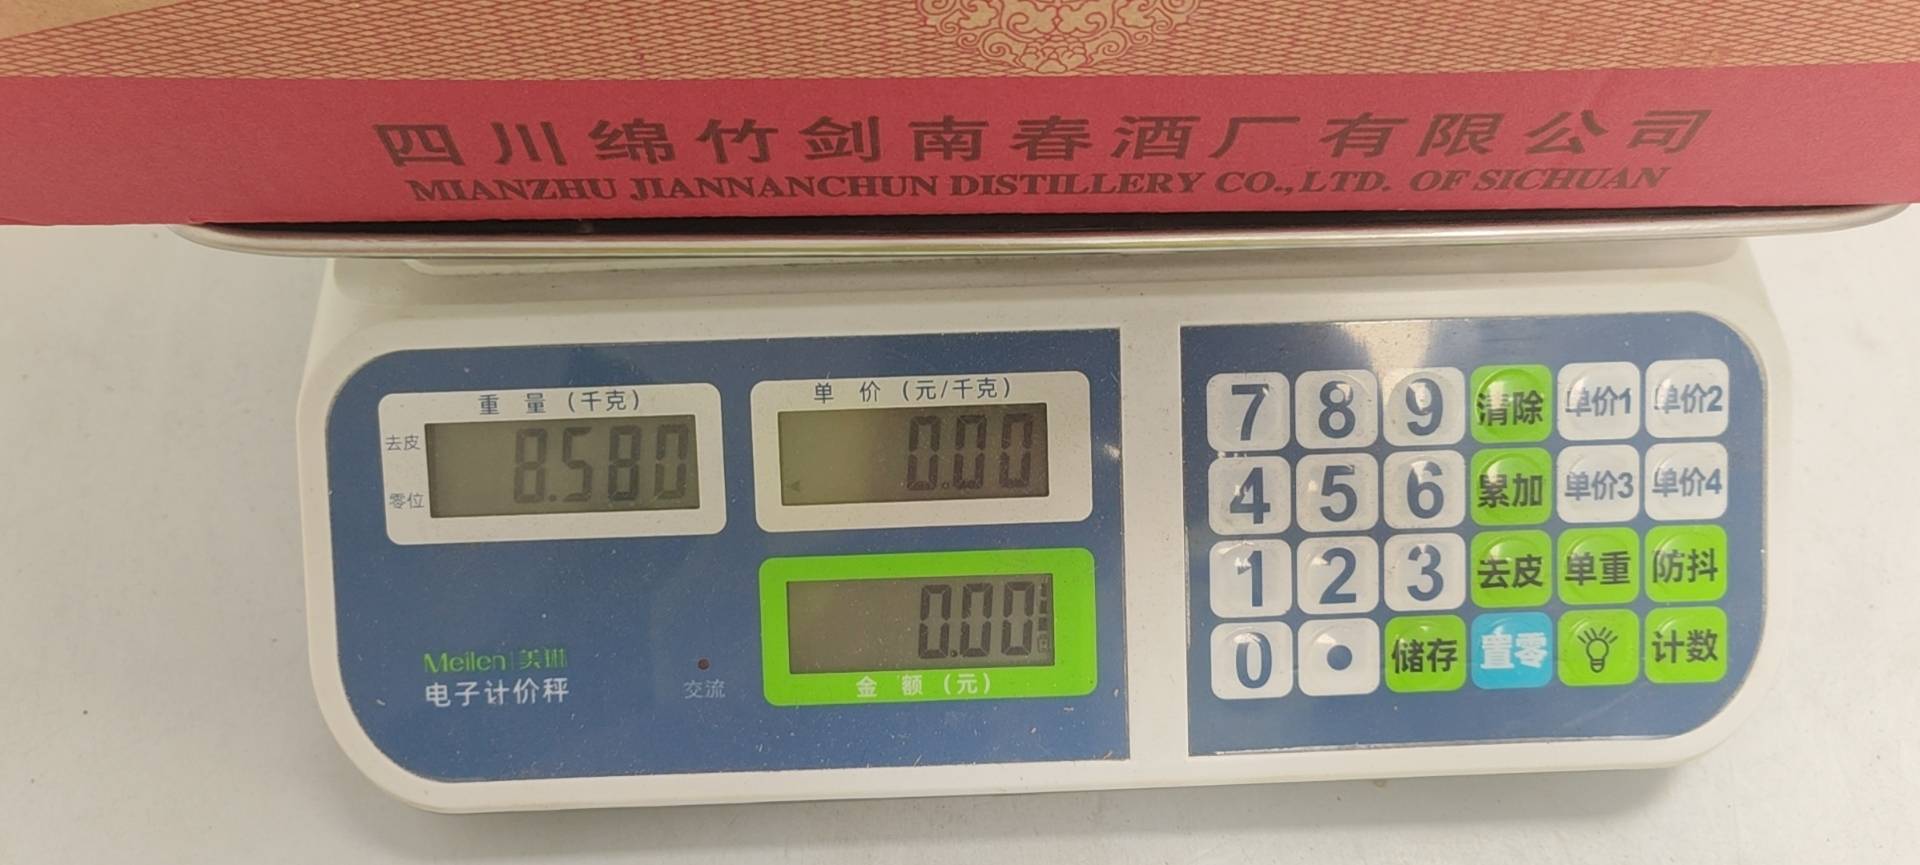 四川绵竹剑南春酒厂有限公司
MIANZHU JIANNANCHUN DISTILLERY CO.,LTD. OF SICHUAN
重 量 (千克)
去皮
零位
8.580
单 价 (元/千克)
0.00
0.00
金 额 (元)
Meilen|美琳
电子计价秤
交流
7 8 9 清除 单价1 单价2
4 5 6 累加 单价3 单价4
1 2 3 去皮 单重 防抖
0 . 储存 置零 计数